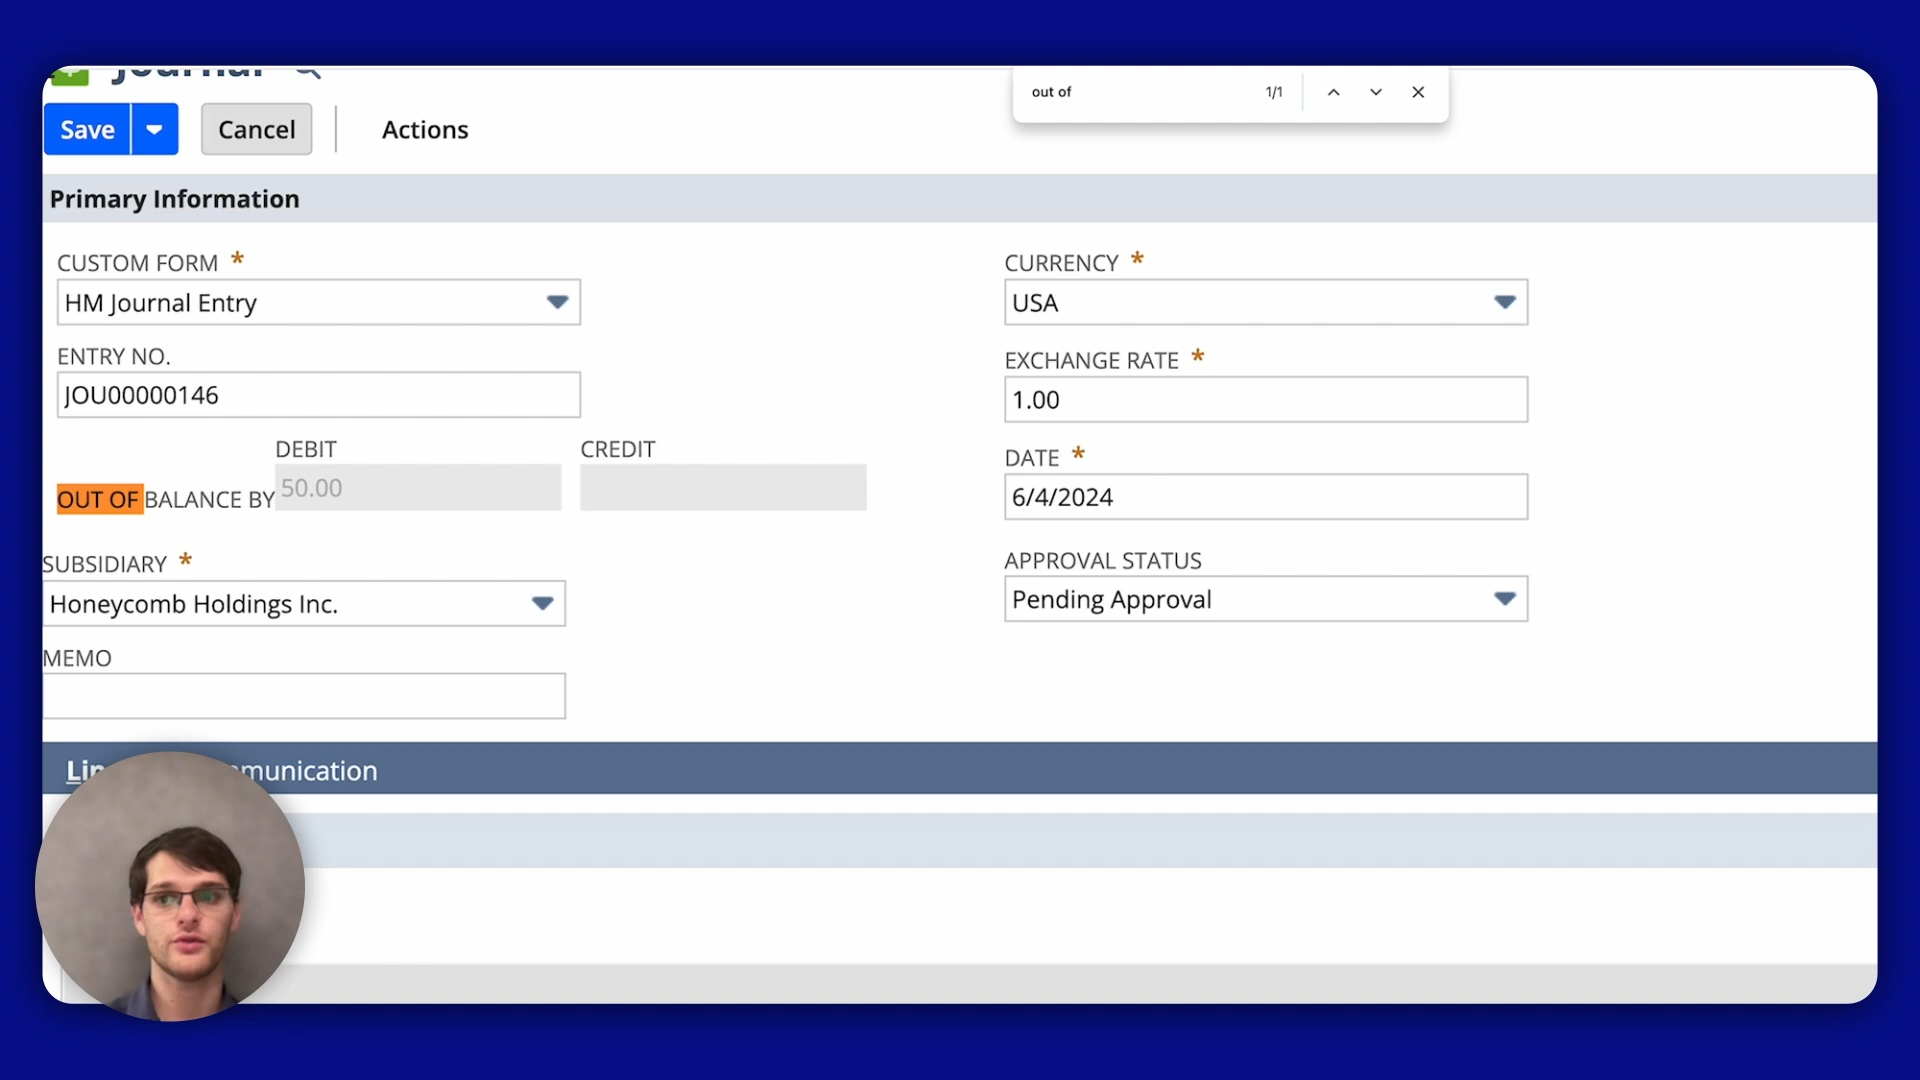 Journal
out of 1/1
Save Cancel Actions
Primary Information
CUSTOM FORM *
HM Journal Entry
ENTRY NO.
JOU00000146
DEBIT CREDIT
OUT OF BALANCE BY 50.00
SUBSIDIARY *
Honeycomb Holdings Inc.
MEMO
CURRENCY *
USA
EXCHANGE RATE *
1.00
DATE *
6/4/2024
APPROVAL STATUS
Pending Approval